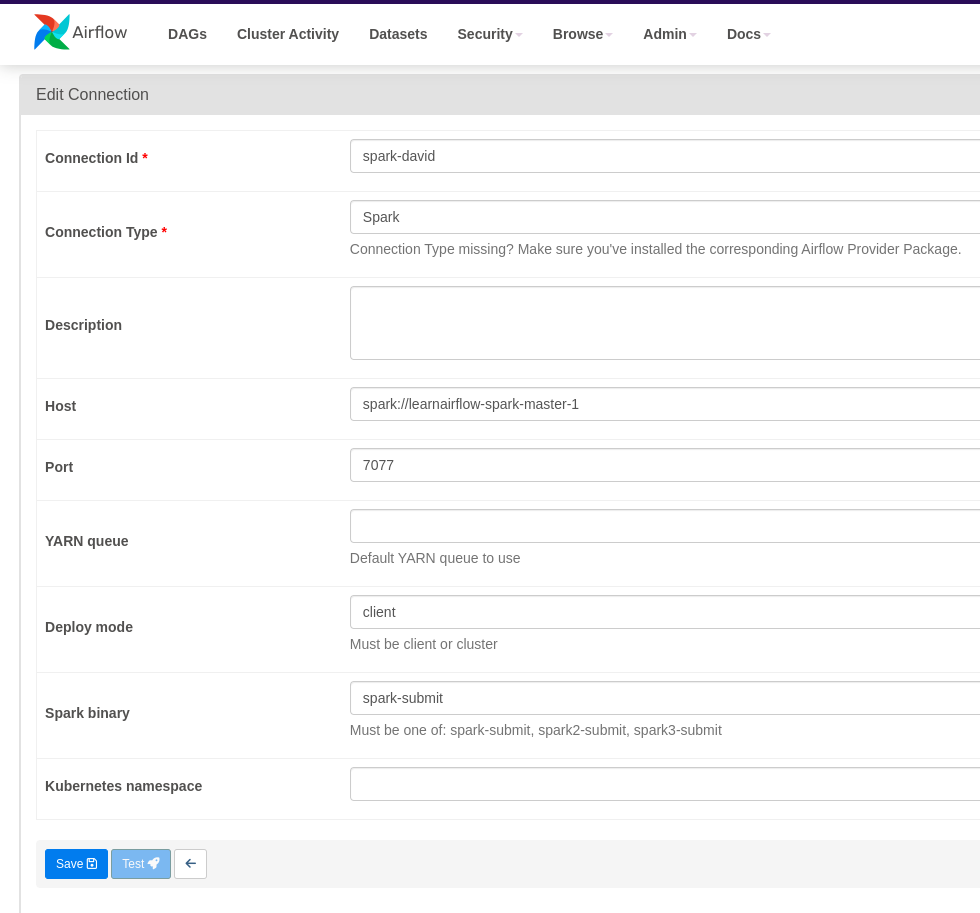 Airflow DAGs Cluster Activity Datasets Security Browse Admin Docs
Edit Connection
Connection Id * spark-david
Connection Type * Spark
Connection Type missing? Make sure you've installed the corresponding Airflow Provider Package.
Description
Host spark://learnairflow-spark-master-1
Port 7077
YARN queue
Default YARN queue to use
Deploy mode client
Must be client or cluster
Spark binary spark-submit
Must be one of: spark-submit, spark2-submit, spark3-submit
Kubernetes namespace
Save Test